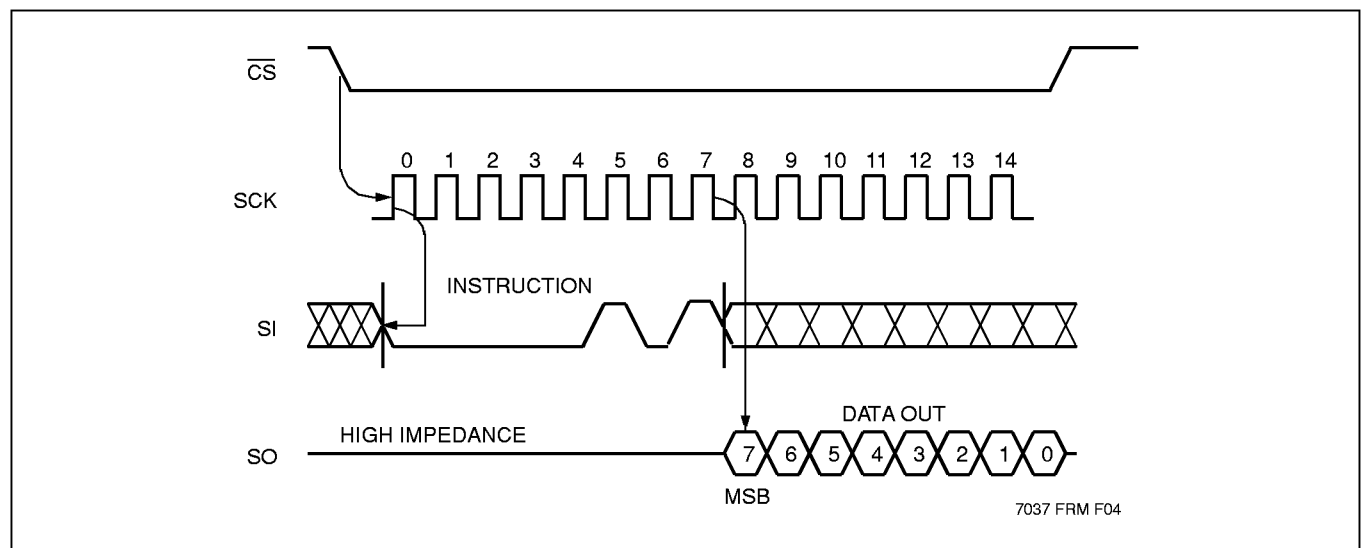 CS
0 1 2 3 4 5 6 7 8 9 10 11 12 13 14
SCK
INSTRUCTION
SI
DATA OUT
HIGH IMPEDANCE
SO
7 6 5 4 3 2 1 0
MSB
7037 FRM F04